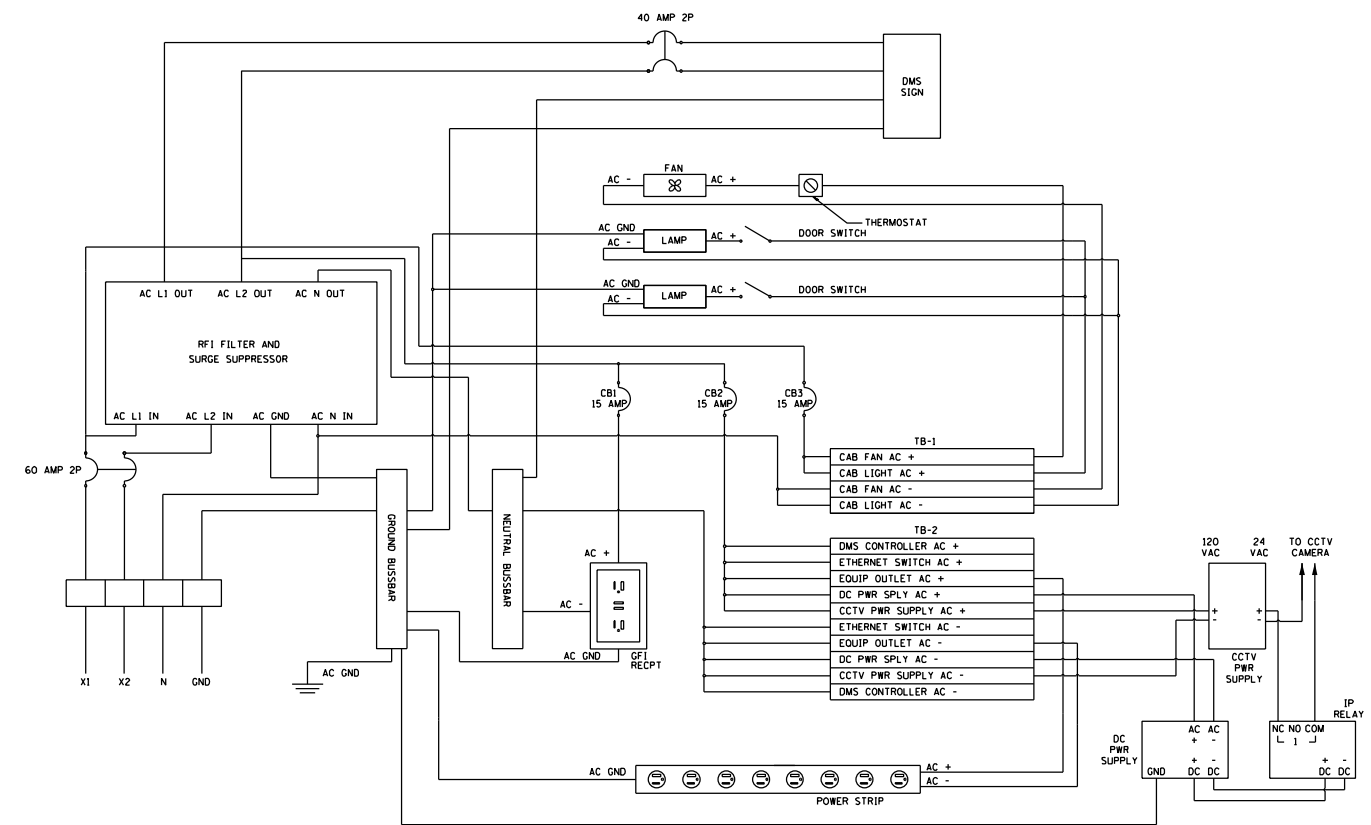 40 AMP 2P
DMS
SIGN
FAN
AC -
AC +
THERMOSTAT
AC GND
AC -
LAMP
AC +
DOOR SWITCH
AC GND
AC -
LAMP
AC +
DOOR SWITCH
AC L1 OUT
AC L2 OUT
AC N OUT
RFI FILTER AND
SURGE SUPPRESSOR
AC L1 IN
AC L2 IN
AC GND
AC N IN
CB1
15 AMP
CB2
15 AMP
CB3
15 AMP
60 AMP 2P
TB-1
CAB FAN AC +
CAB LIGHT AC +
CAB FAN AC -
CAB LIGHT AC -
GROUND BUSSBAR
NEUTRAL BUSSBAR
TB-2
DMS CONTROLLER AC +
ETHERNET SWITCH AC +
EQUIP OUTLET AC +
DC PWR SPLY AC +
CCTV PWR SUPPLY AC +
ETHERNET SWITCH AC -
EQUIP OUTLET AC -
DC PWR SPLY AC -
CCTV PWR SUPPLY AC -
DMS CONTROLLER AC -
120
VAC
24
VAC
TO CCTV
CAMERA
+
-
+
-
CCTV
PWR
SUPPLY
AC +
AC -
AC GND
GFI
RECPT
X1
X2
N
GND
AC GND
IP
RELAY
NC NO COM
1
+ -
DC DC
DC
PWR
SUPPLY
AC AC
+ -
+ -
GND
DC DC
AC GND
AC +
AC -
POWER STRIP